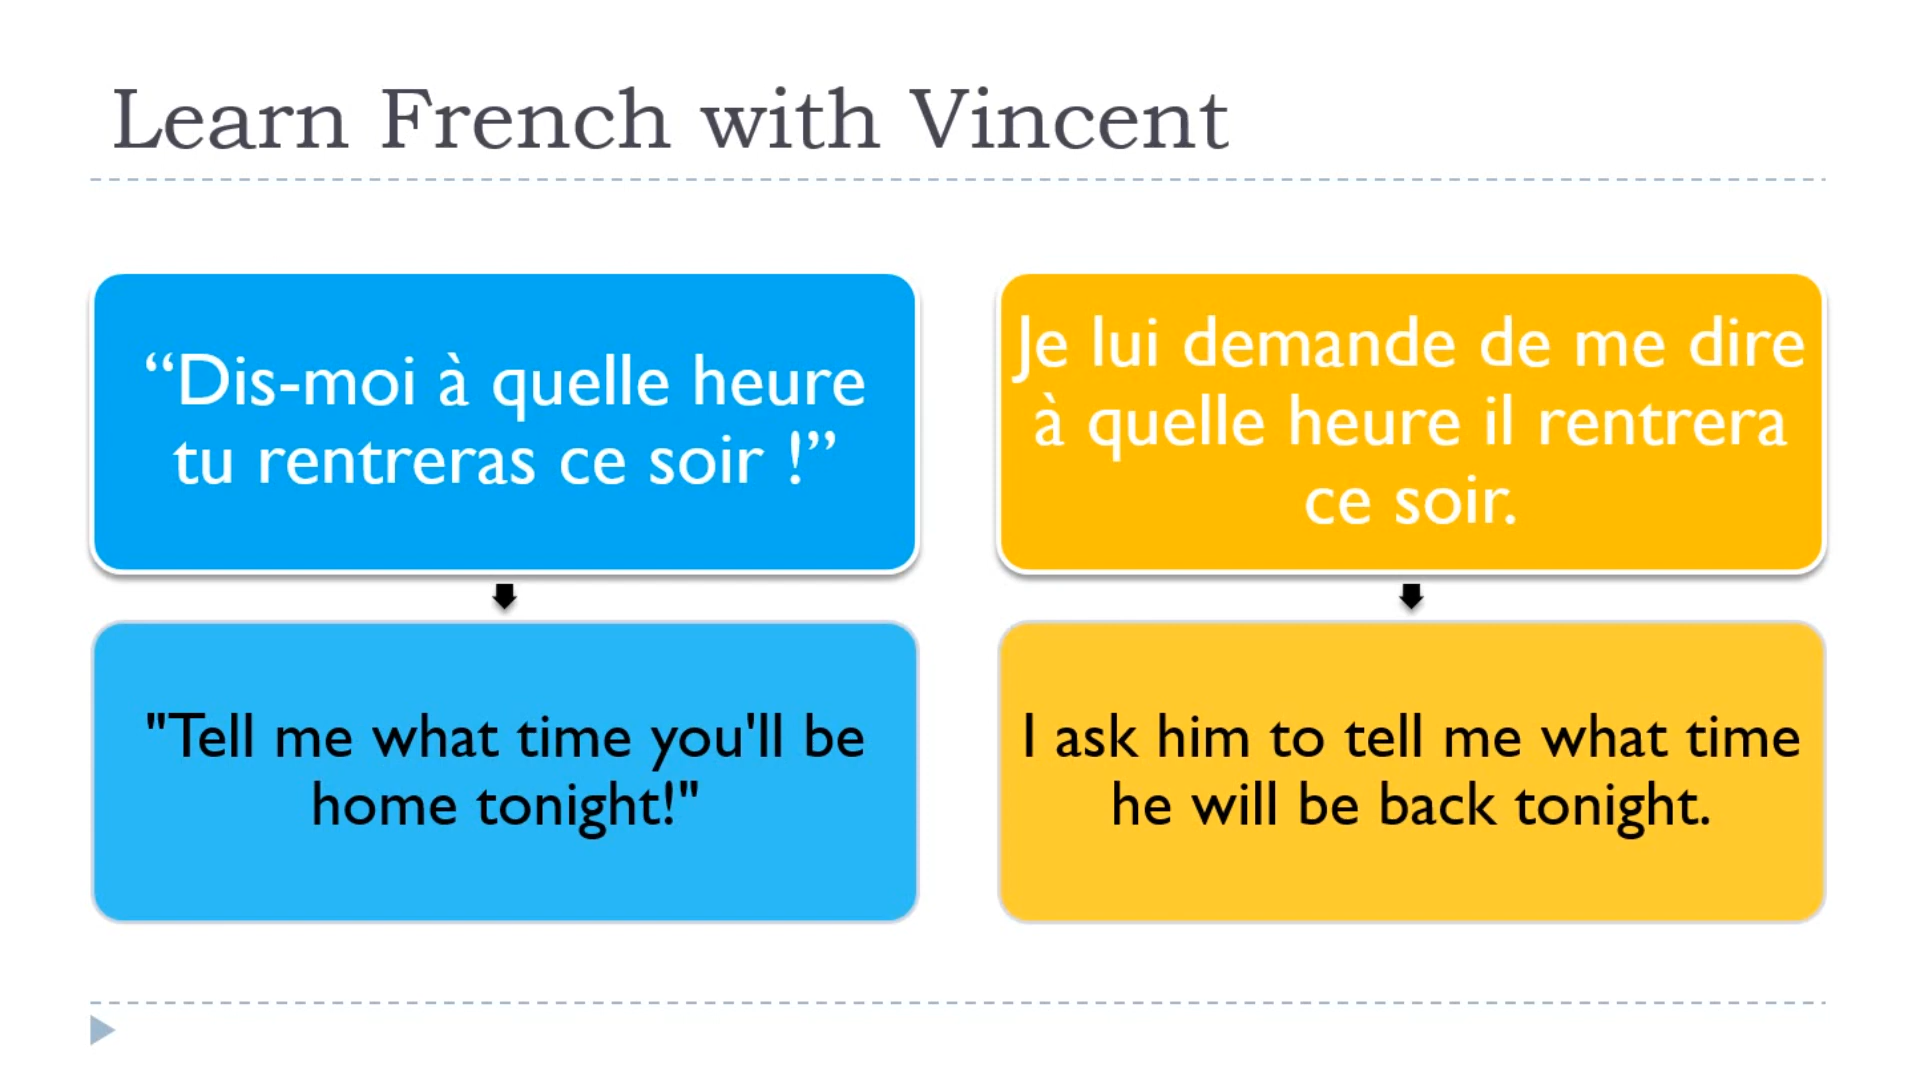 Learn French with Vincent
“Dis-moi à quelle heure
tu rentreras ce soir !”
Je lui demande de me dire
à quelle heure il rentrera
ce soir.
"Tell me what time you'll be
home tonight!"
I ask him to tell me what time
he will be back tonight.